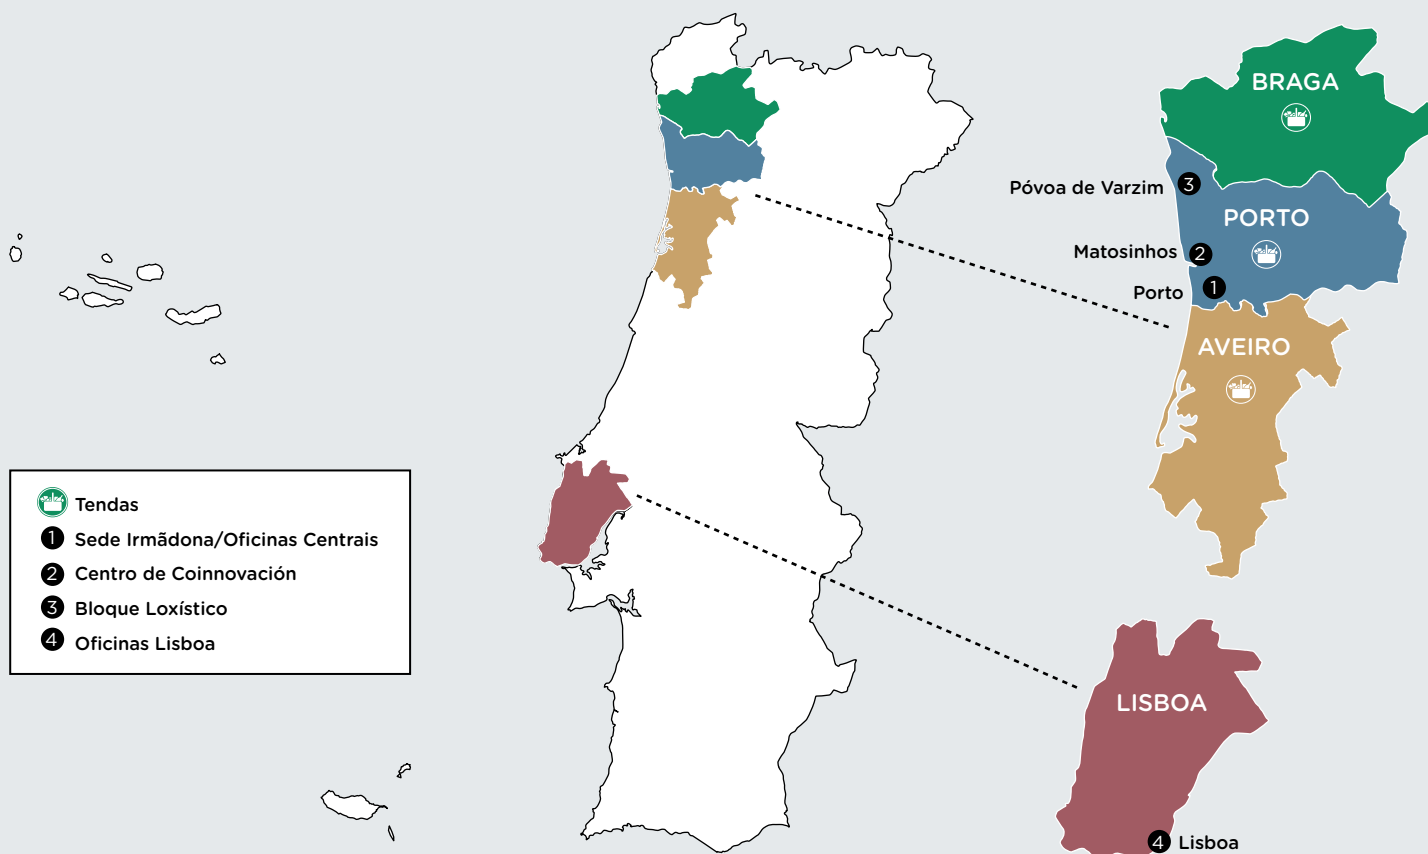 BRAGA
Póvoa de Varzim
3
PORTO
Matosinhos
2
Porto
1
AVEIRO
Tendas
1 Sede Irmãdona/Oficinas Centrais
2 Centro de Coinnovación
3 Bloque Loxístico
4 Oficinas Lisboa
LISBOA
4 Lisboa